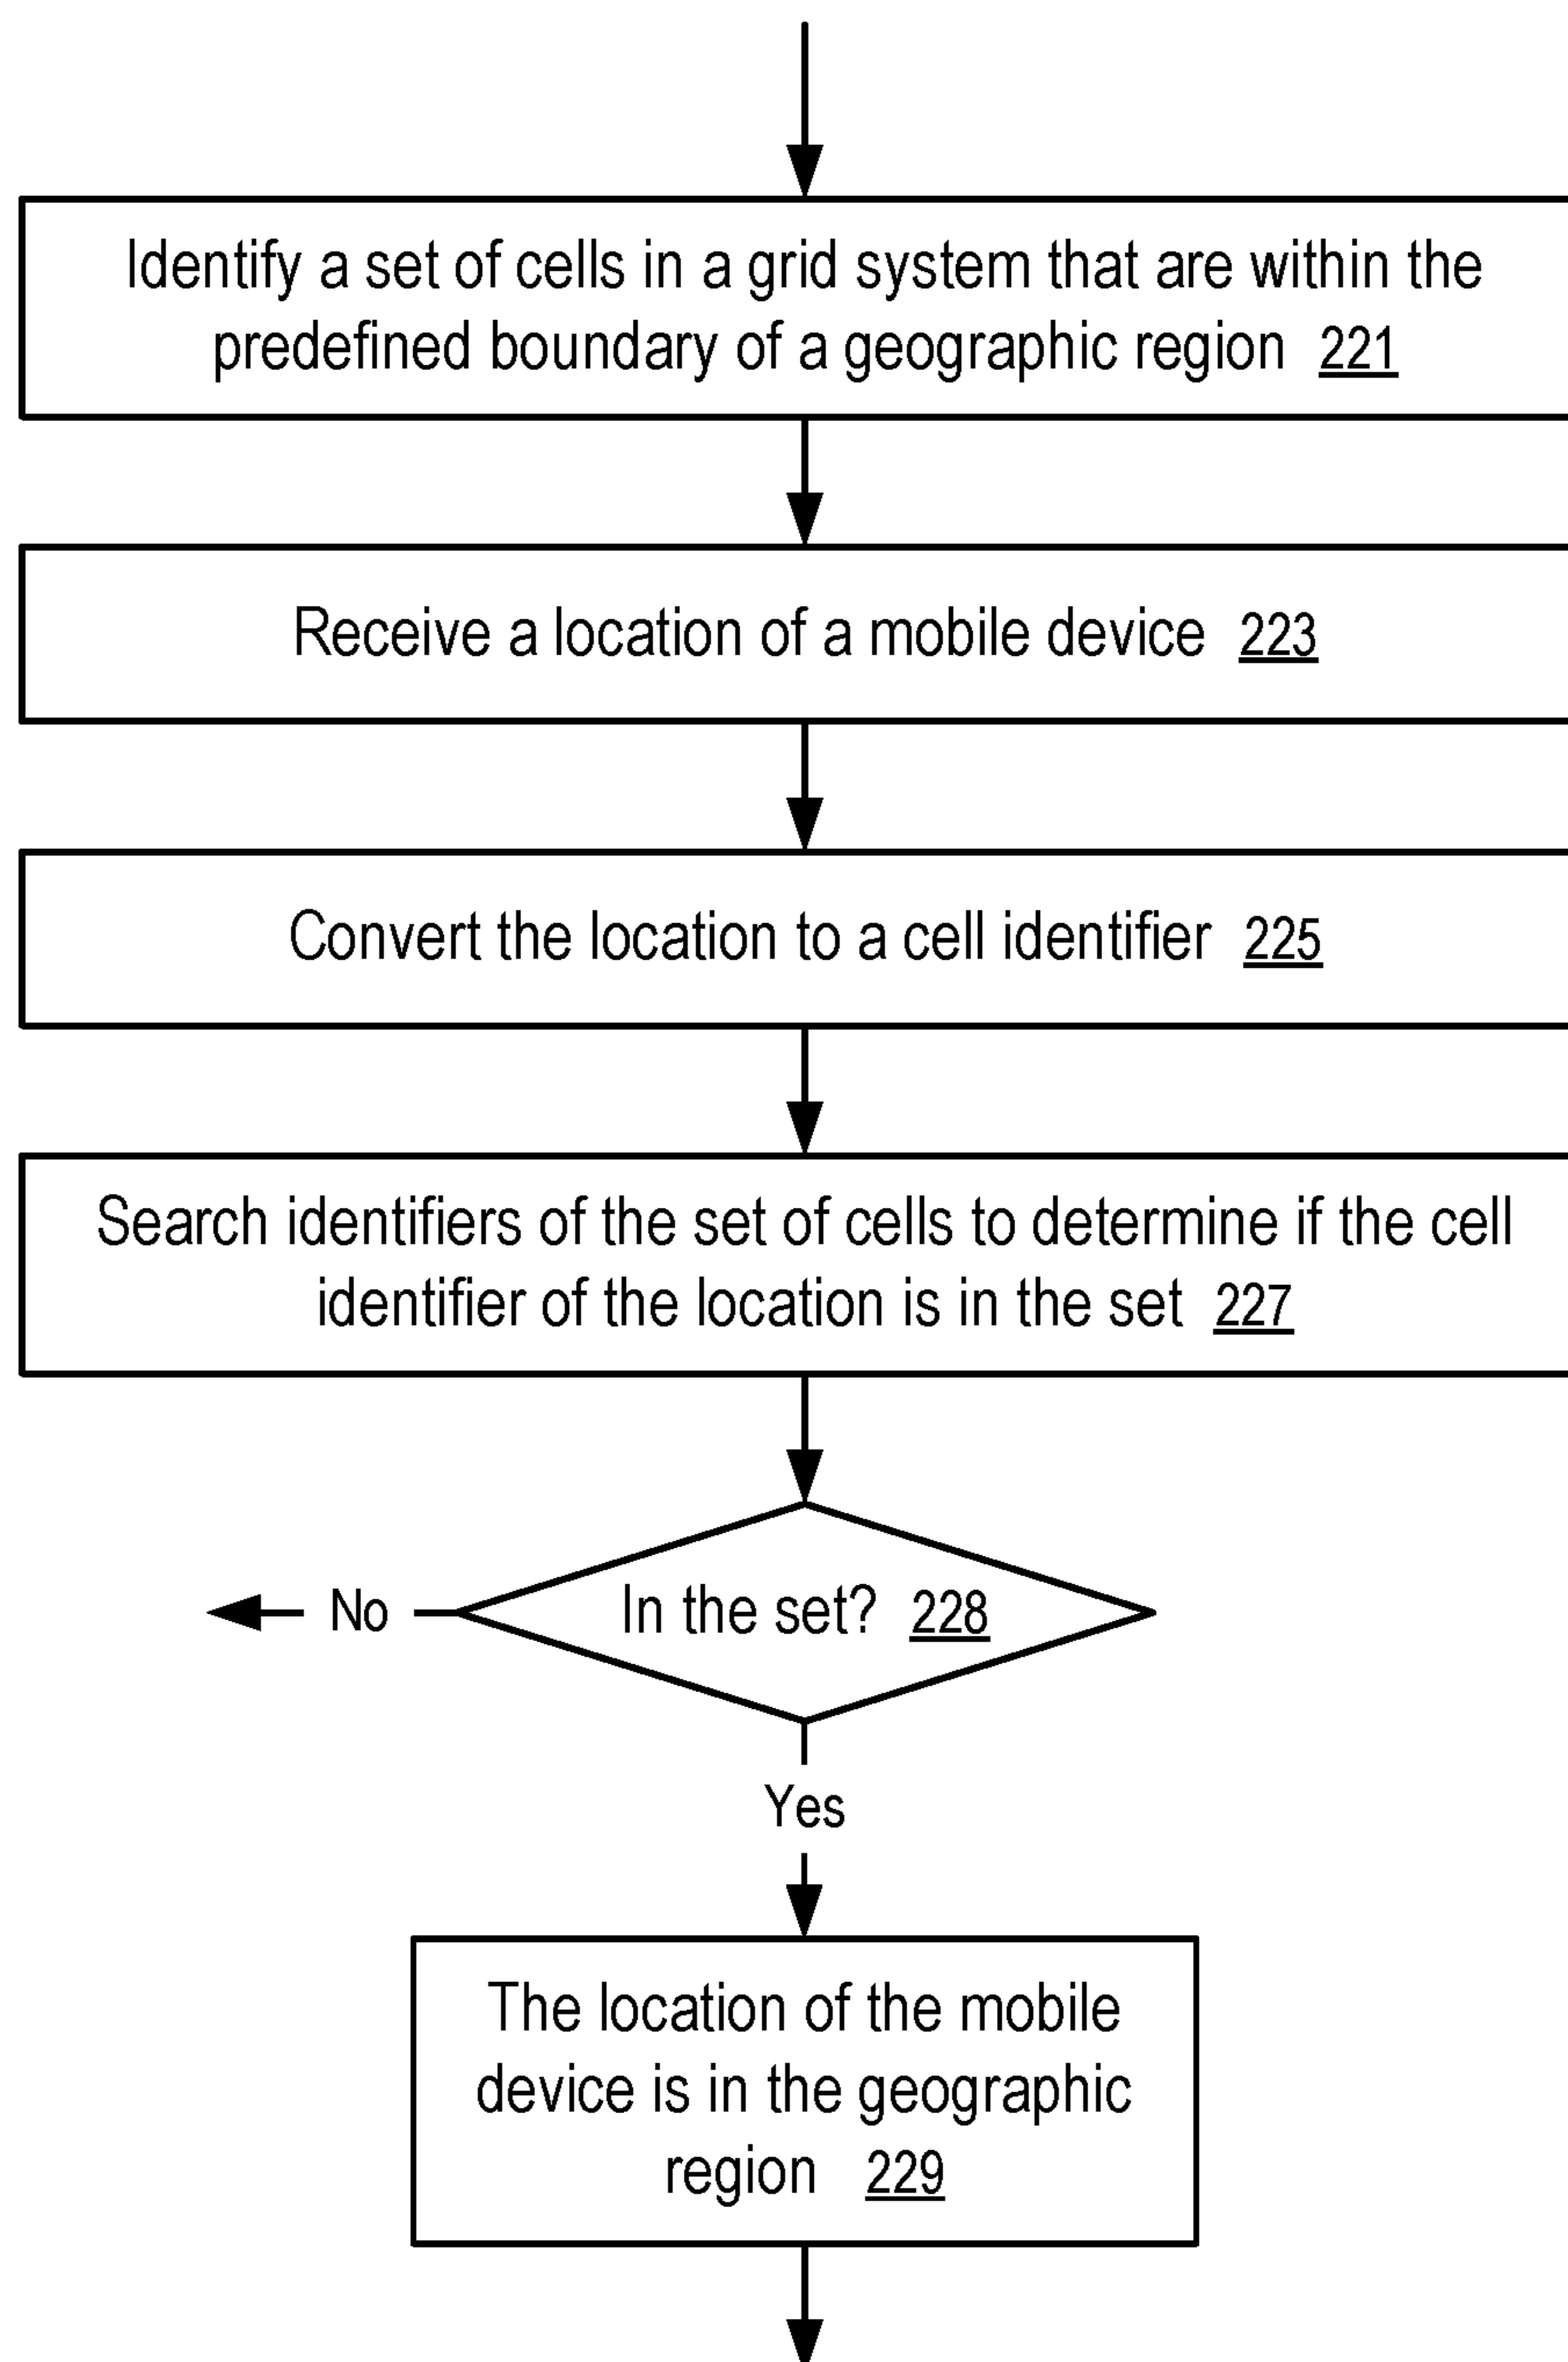 Identify a set of cells in a grid system that are within the
predefined boundary of a geographic region 221
Receive a location of a mobile device 223
Convert the location to a cell identifier 225
Search identifiers of the set of cells to determine if the cell
identifier of the location is in the set 227
In the set? 228
No
Yes
The location of the mobile
device is in the geographic
region 229